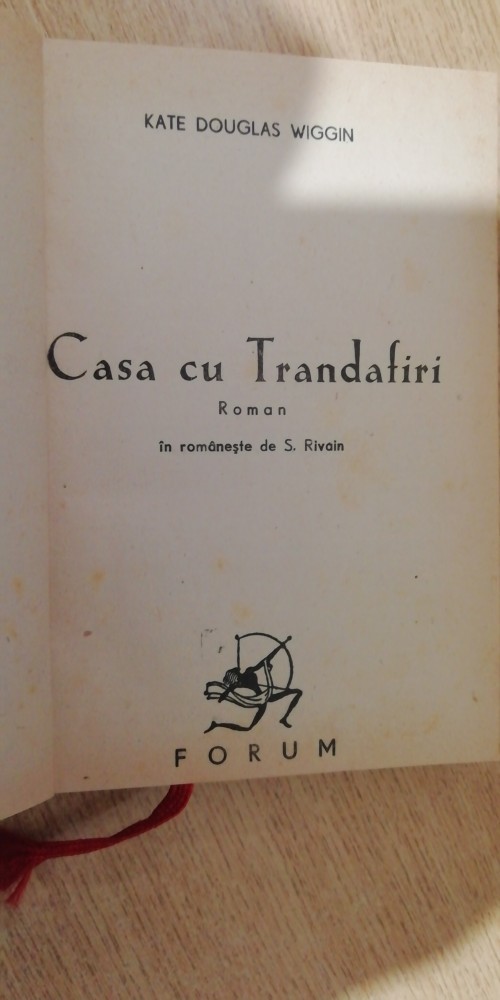 KATE DOUGLAS WIGGIN
Casa cu Trandafiri
Roman
în româneşte de S. Rivain
FORUM